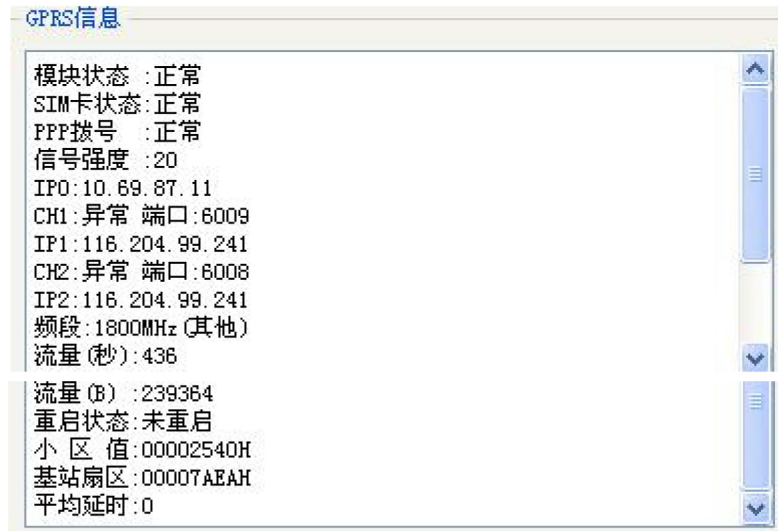 GPRS信息
模块状态 :正常
SIM卡状态:正常
PPP拨号  :正常
信号强度 :20
IP0:10.69.87.11
CH1:异常 端口:6009
IP1:116.204.99.241
CH2:异常 端口:6008
IP2:116.204.99.241
频段:1800MHz(其他)
流量(秒):436
流量(B) :239364
重启状态:未重启
小 区 值:00002540H
基站扇区:00007AEAH
平均延时:0